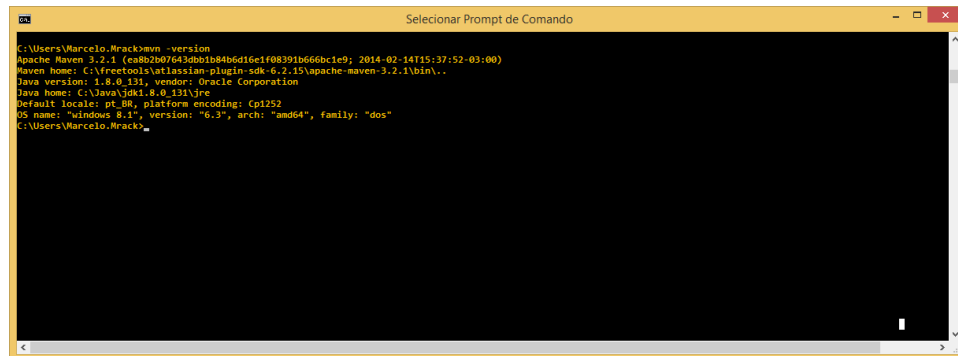 Selecionar Prompt de Comando
C:\Users\Marcelo.Mrack>mvn -version
Apache Maven 3.2.1 (ea8b2b07643dbb1b84b6d16e1f08391b666bc1e9; 2014-02-14T15:37:52-03:00)
Maven home: C:\freetools\atlassian-plugin-sdk-6.2.15\apache-maven-3.2.1\bin\..
Java version: 1.8.0_131, vendor: Oracle Corporation
Java home: C:\Java\jdk1.8.0_131\jre
Default locale: pt_BR, platform encoding: Cp1252
OS name: "windows 8.1", version: "6.3", arch: "amd64", family: "dos"
C:\Users\Marcelo.Mrack>